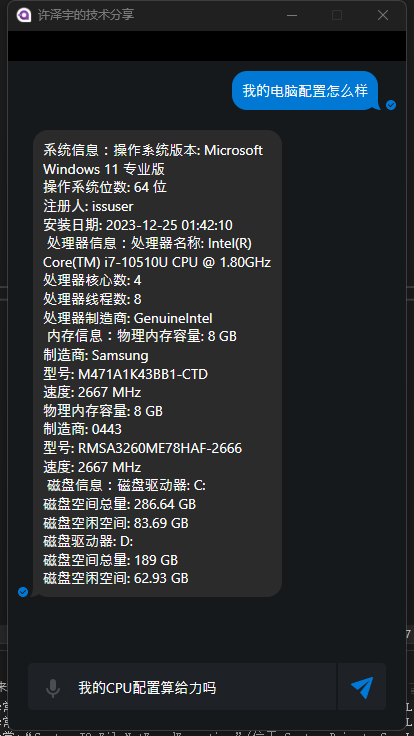 许泽宇的技术分享
我的电脑配置怎么样
系统信息：操作系统版本: Microsoft
Windows 11 专业版
操作系统位数: 64 位
注册人: issuser
安装日期: 2023-12-25 01:42:10
处理器信息：处理器名称: Intel(R)
Core(TM) i7-10510U CPU @ 1.80GHz
处理器核心数: 4
处理器线程数: 8
处理器制造商: GenuineIntel
内存信息：物理内存容量: 8 GB
制造商: Samsung
型号: M471A1K43BB1-CTD
速度: 2667 MHz
物理内存容量: 8 GB
制造商: 0443
型号: RMSA3260ME78HAF-2666
速度: 2667 MHz
磁盘信息：磁盘驱动器: C:
磁盘空间总量: 286.64 GB
磁盘空闲空间: 83.69 GB
磁盘驱动器: D:
磁盘空间总量: 189 GB
磁盘空闲空间: 62.93 GB
我的CPU配置算给力吗